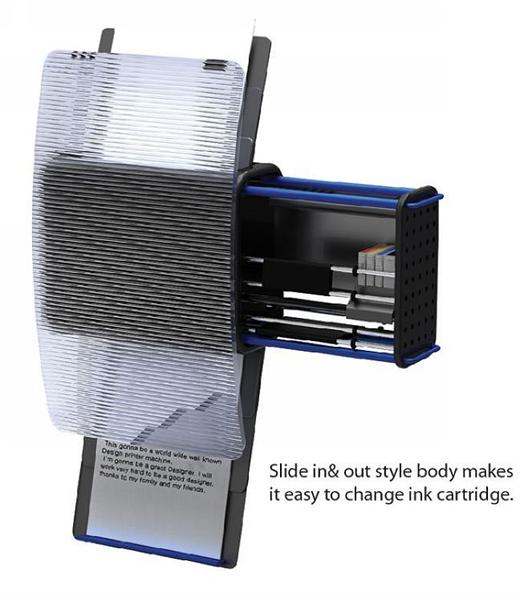 This gonna be a world wide well known
Design printer machine.
I'm gonna be a great Designer. I will
work very hard to be a good designer.
thanks to my family and my friends.
Slide in& out style body makes
it easy to change ink cartridge.